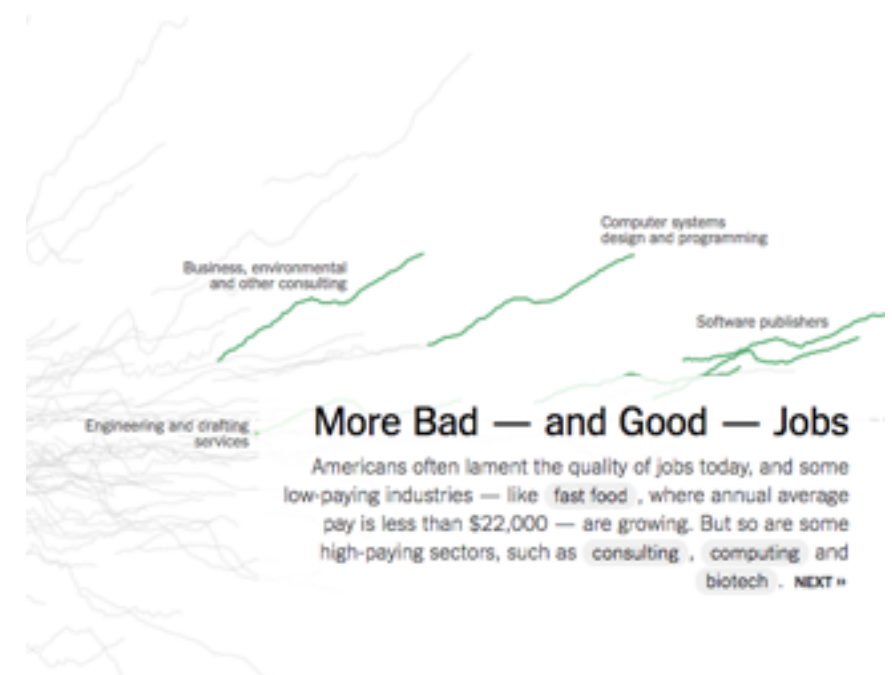 Computer systems
design and programming
Business, environmental
and other consulting
Software publishers
Engineering and drafting
services
More Bad — and Good — Jobs
Americans often lament the quality of jobs today, and some
low-paying industries — like fast food , where annual average
pay is less than $22,000 — are growing. But so are some
high-paying sectors, such as consulting , computing and
biotech . NEXT »